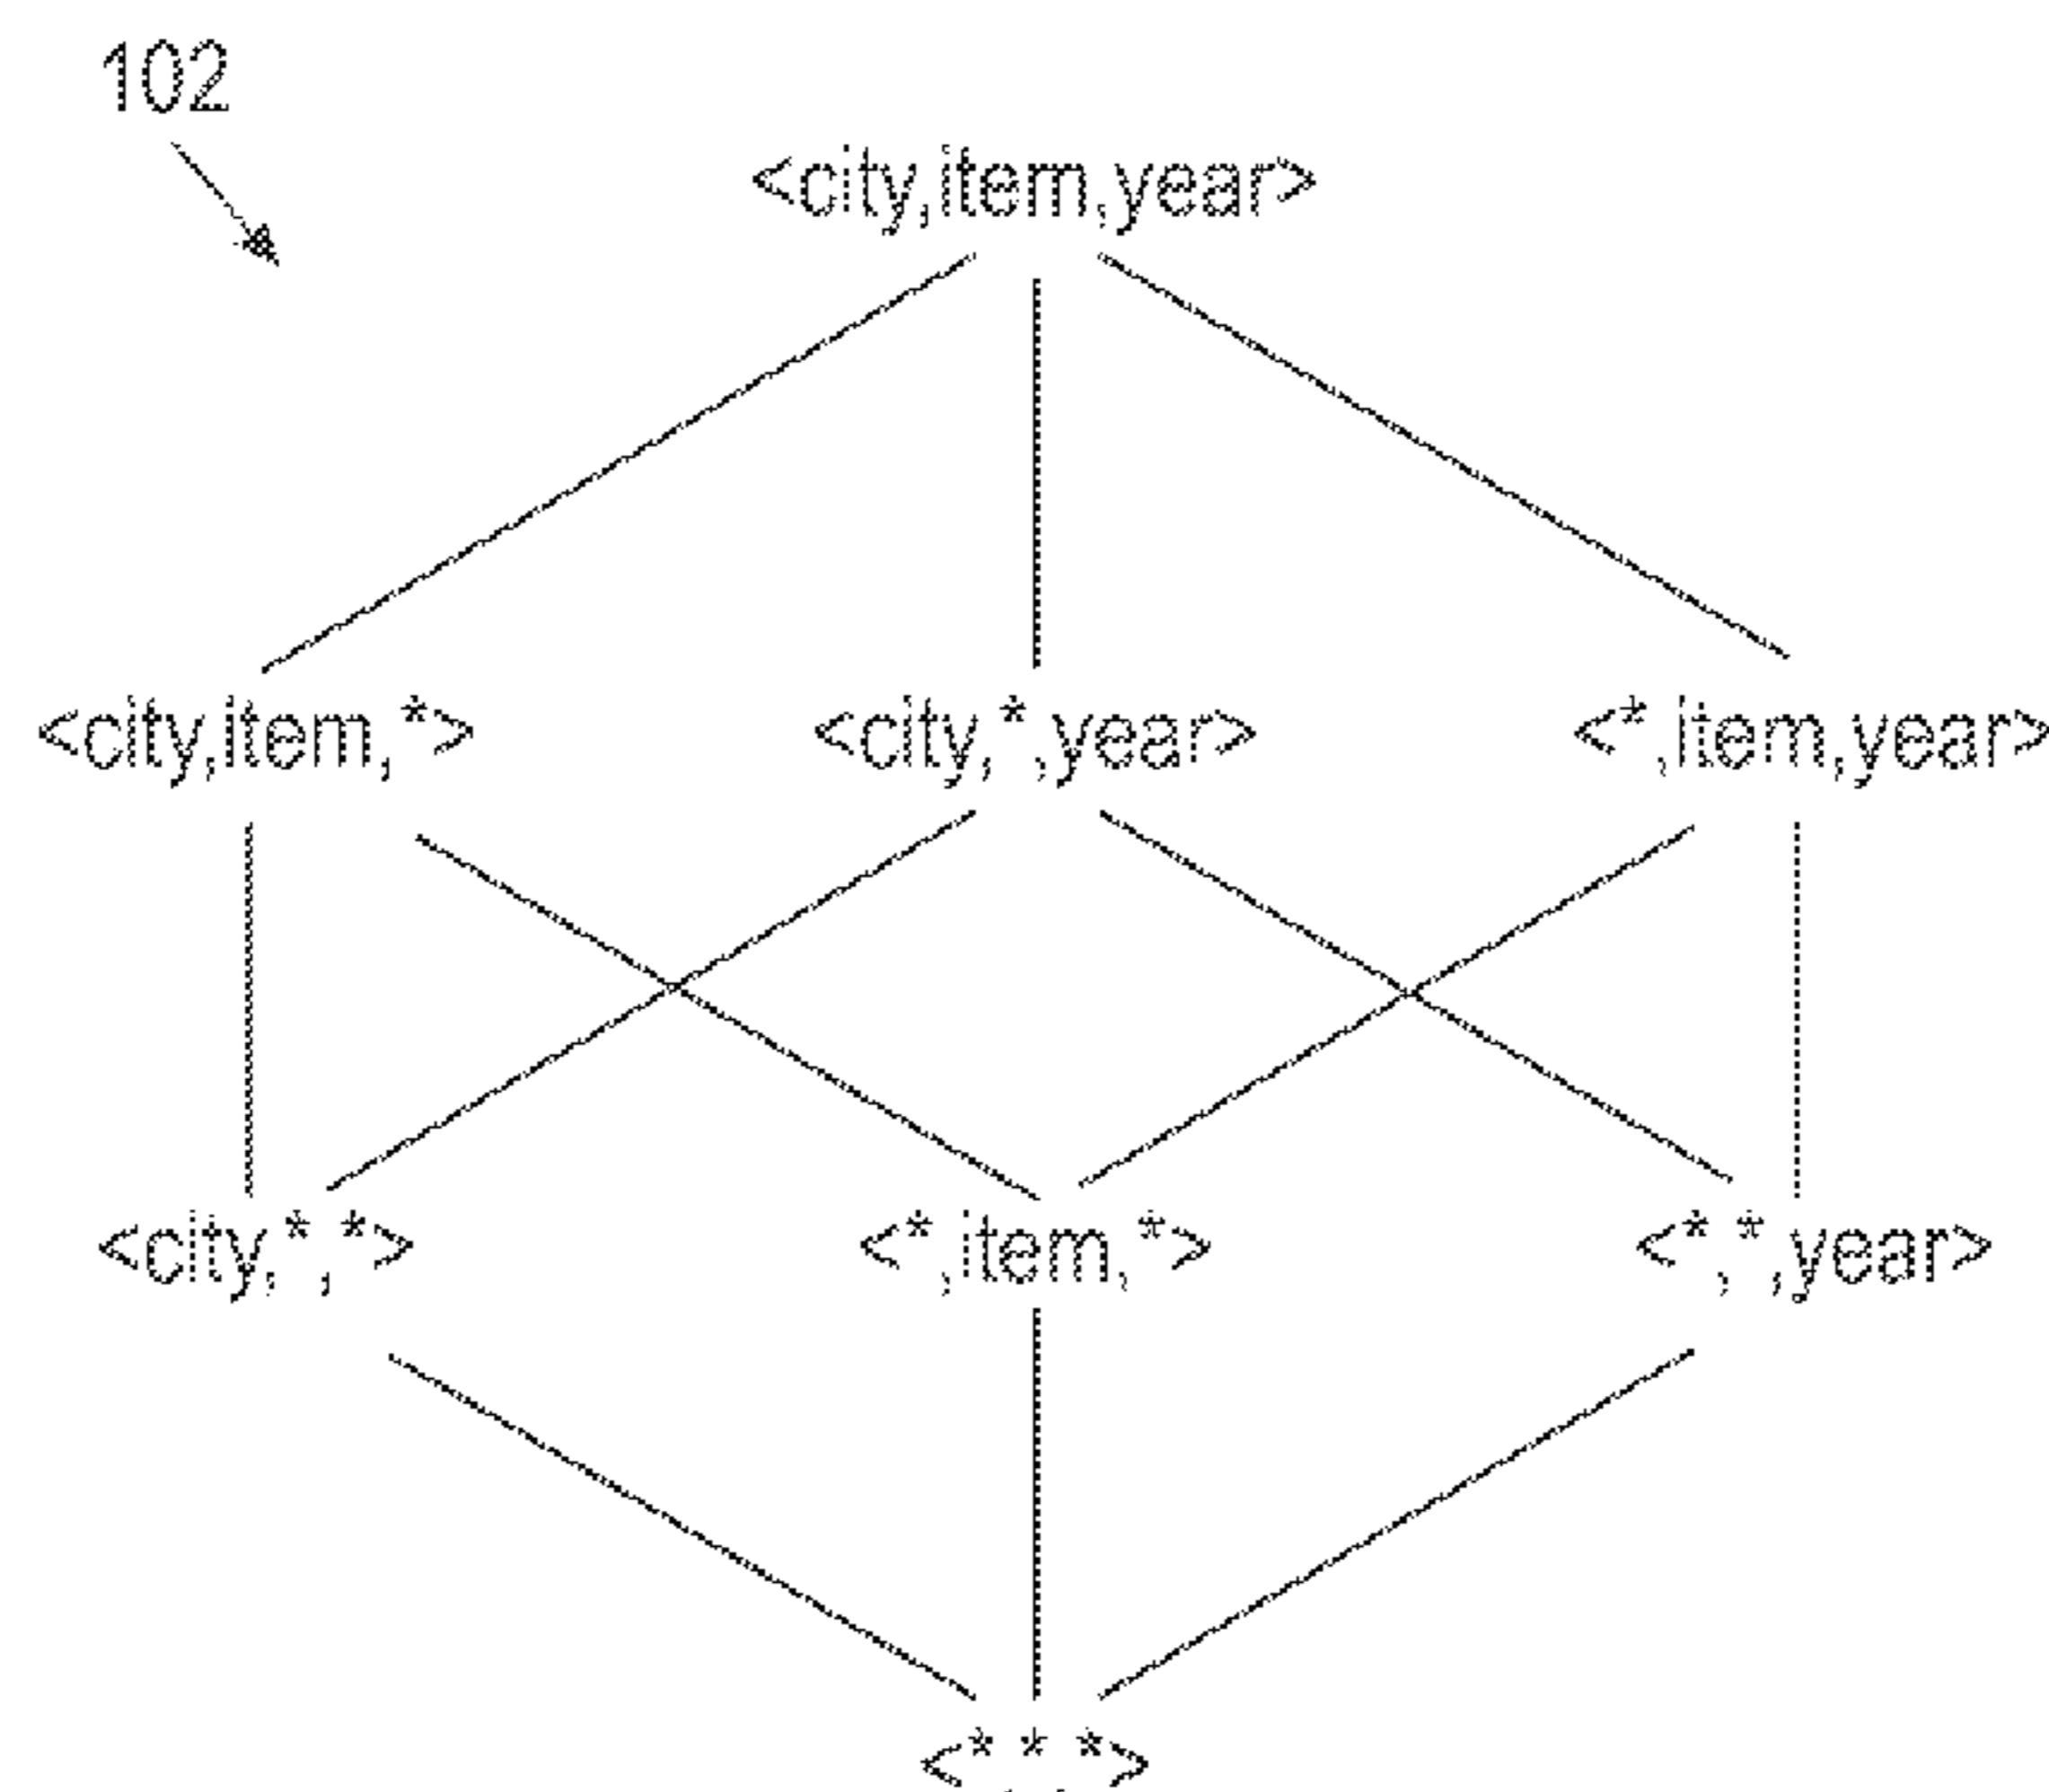 102
<city,item,year>
<city,item,*>
<city,*,year>
<*,item,year>
<city,*,*>
<*,item,*>
<*,*,year>
<*,*,*>